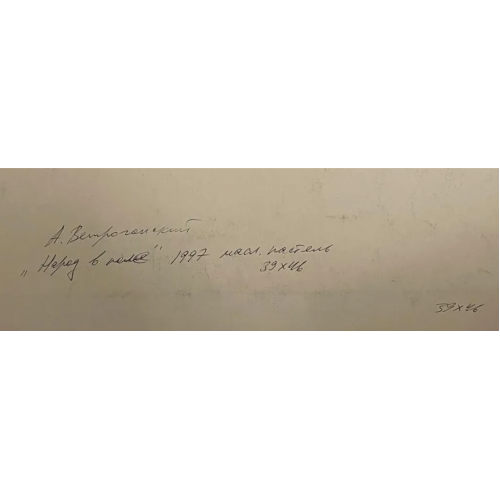 А. Ветрогонский
„Народ в поле" 1997 масл. пастель
39х46
39х46